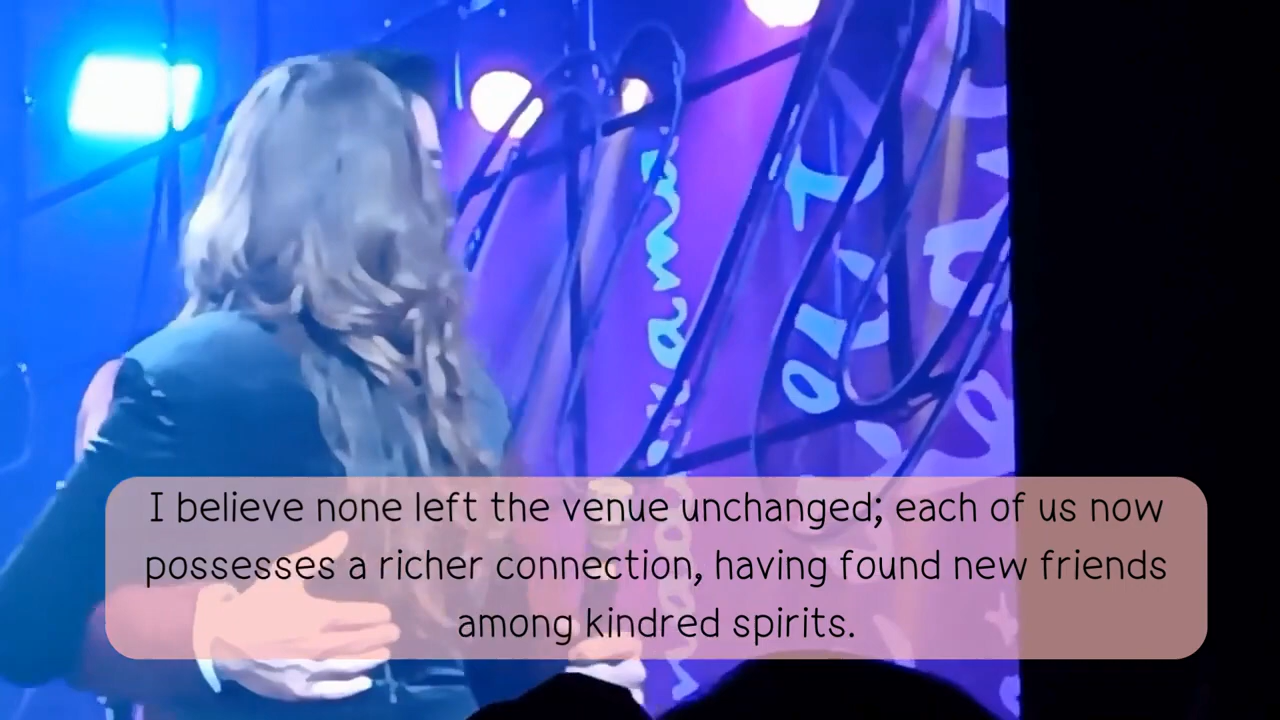 I believe none left the venue unchanged; each of us now
possesses a richer connection, having found new friends
among kindred spirits.